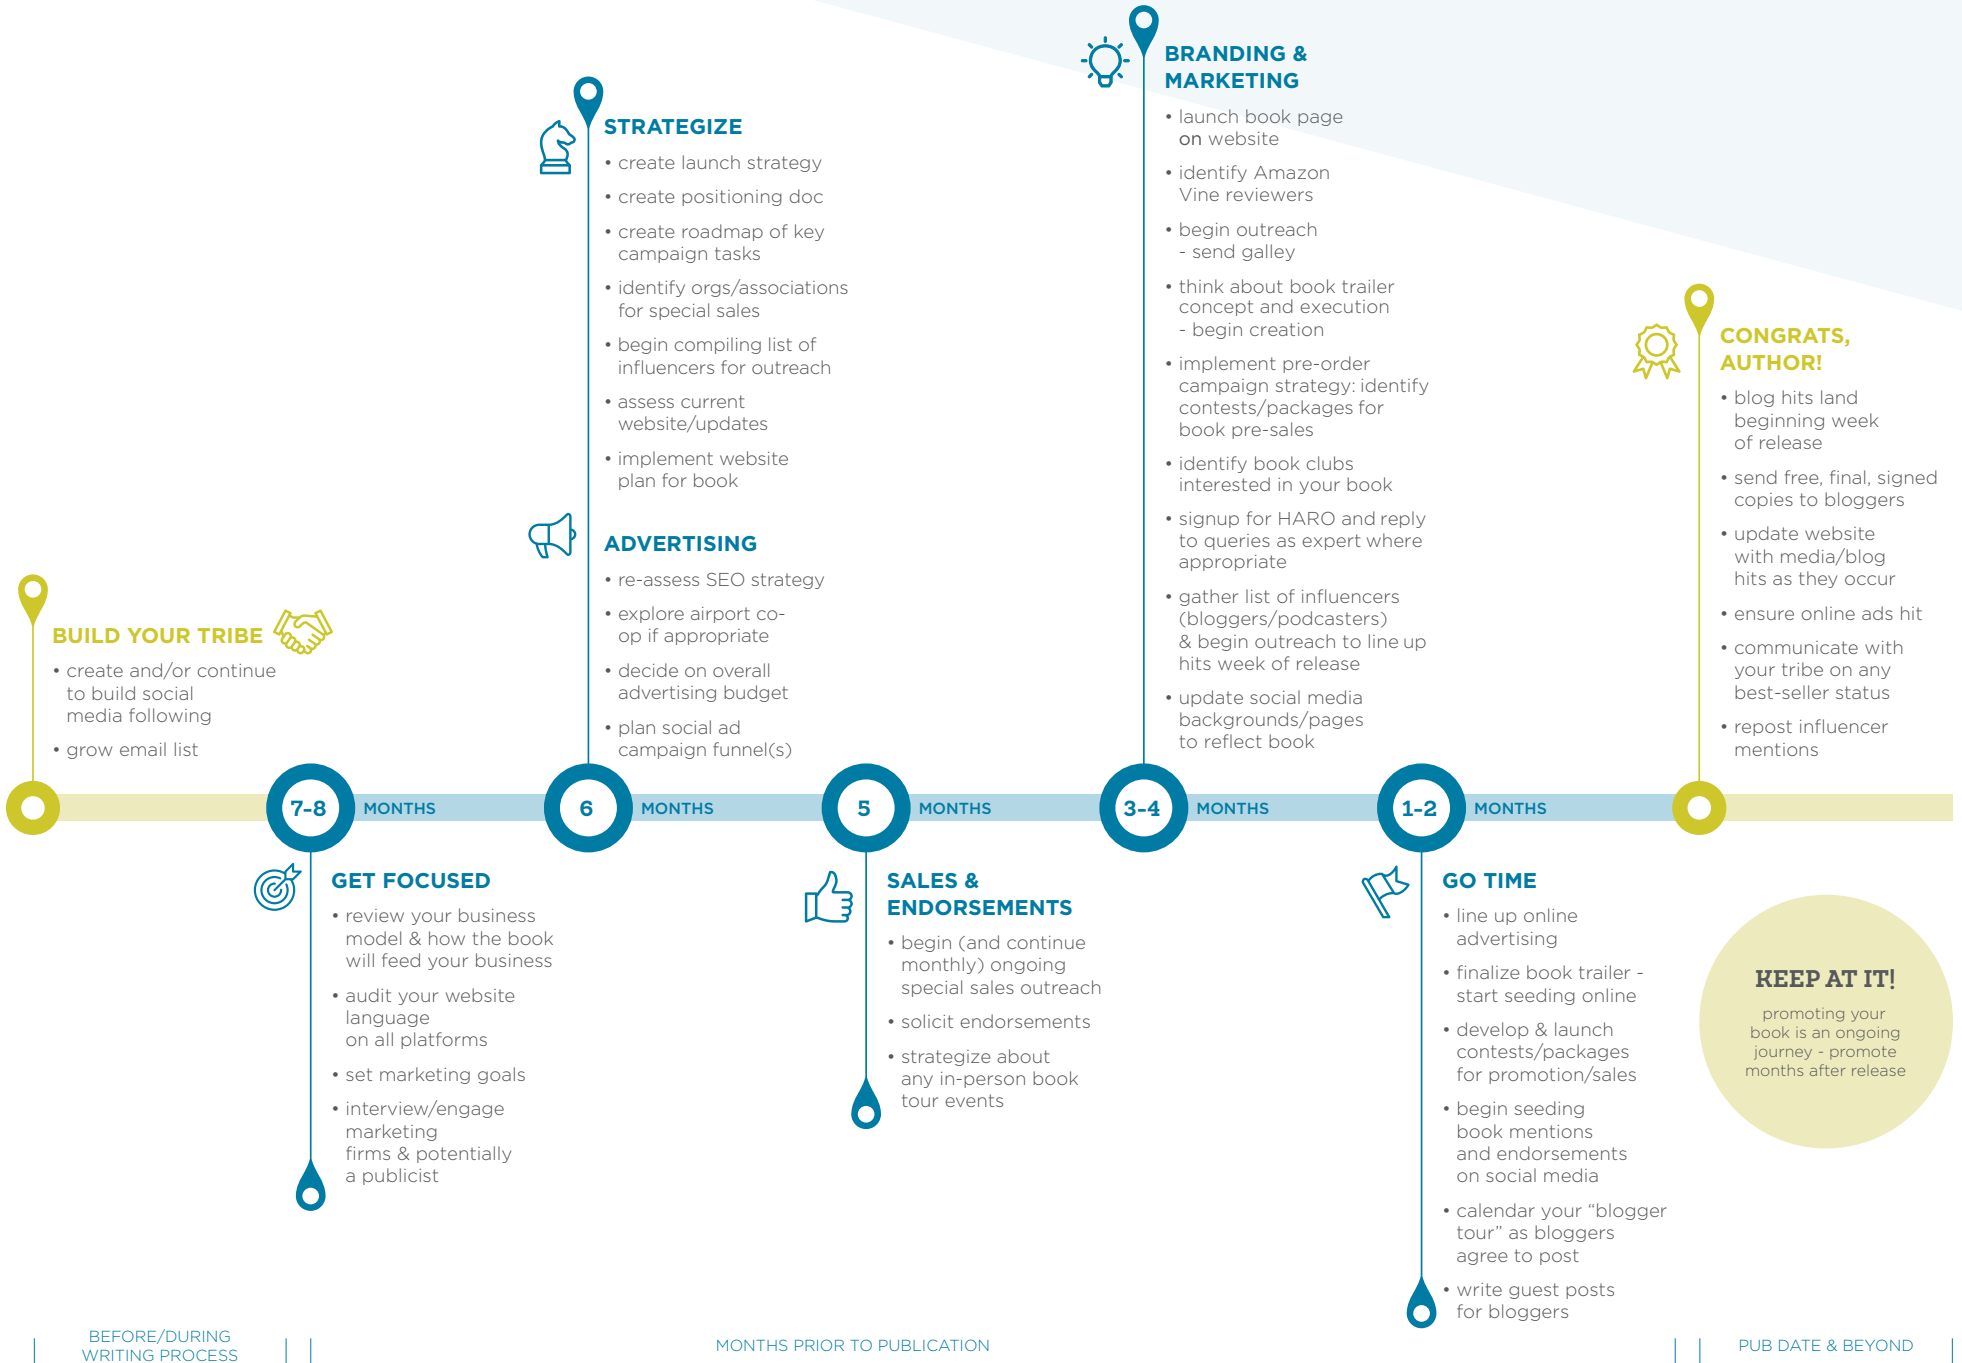 BUILD YOUR TRIBE
• create and/or continue
to build social
media following
• grow email list
7-8
MONTHS
GET FOCUSED
• review your business
model & how the book
will feed your business
• audit your website
language
on all platforms
• set marketing goals
• interview/engage
marketing
firms & potentially
a publicist
STRATEGIZE
• create launch strategy
• create positioning doc
• create roadmap of key
campaign tasks
• identify orgs/associations
for special sales
• begin compiling list of
influencers for outreach
• assess current
website/updates
• implement website
plan for book
ADVERTISING
• re-assess SEO strategy
• explore airport co-
op if appropriate
• decide on overall
advertising budget
• plan social ad
campaign funnel(s)
6
MONTHS
5
MONTHS
SALES &
ENDORSEMENTS
• begin (and continue
monthly) ongoing
special sales outreach
• solicit endorsements
• strategize about
any in-person book
tour events
BRANDING &
MARKETING
• launch book page
on website
• identify Amazon
Vine reviewers
• begin outreach
- send galley
• think about book trailer
concept and execution
- begin creation
• implement pre-order
campaign strategy: identify
contests/packages for
book pre-sales
• identify book clubs
interested in your book
• signup for HARO and reply
to queries as expert where
appropriate
• gather list of influencers
(bloggers/podcasters)
& begin outreach to line up
hits week of release
• update social media
backgrounds/pages
to reflect book
3-4
MONTHS
1-2
MONTHS
GO TIME
• line up online
advertising
• finalize book trailer -
start seeding online
• develop & launch
contests/packages
for promotion/sales
• begin seeding
book mentions
and endorsements
on social media
• calendar your “blogger
tour” as bloggers
agree to post
• write guest posts
for bloggers
CONGRATS,
AUTHOR!
• blog hits land
beginning week
of release
• send free, final, signed
copies to bloggers
• update website
with media/blog
hits as they occur
• ensure online ads hit
• communicate with
your tribe on any
best-seller status
• repost influencer
mentions
KEEP AT IT!
promoting your
book is an ongoing
journey - promote
months after release
BEFORE/DURING
WRITING PROCESS
MONTHS PRIOR TO PUBLICATION
PUB DATE & BEYOND